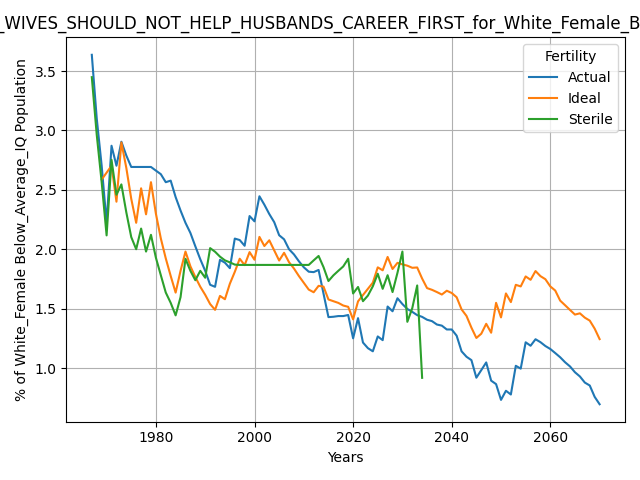 _WIVES_SHOULD_NOT_HELP_HUSBANDS_CAREER_FIRST_for_White_Female_B
% of White_Female Below_Average_IQ Population
3.5
3.0
2.5
2.0
1.5
1.0
Fertility
Actual
Ideal
Sterile
1980
2000
2020
2040
2060
Years